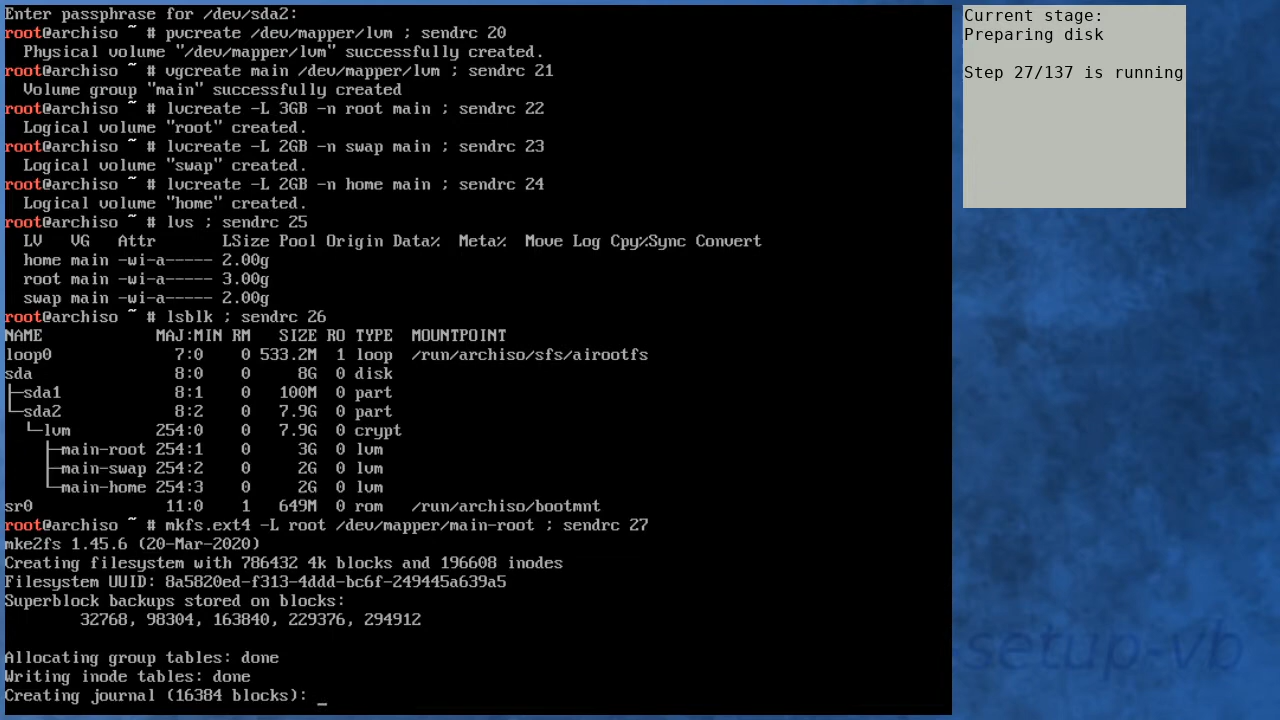 Enter passphrase for /dev/sda2:
root@archiso ~ # pvcreate /dev/mapper/lvm ; sendrc 20
  Physical volume "/dev/mapper/lvm" successfully created.
root@archiso ~ # vgcreate main /dev/mapper/lvm ; sendrc 21
  Volume group "main" successfully created
root@archiso ~ # lvcreate -L 3GB -n root main ; sendrc 22
  Logical volume "root" created.
root@archiso ~ # lvcreate -L 2GB -n swap main ; sendrc 23
  Logical volume "swap" created.
root@archiso ~ # lvcreate -L 2GB -n home main ; sendrc 24
  Logical volume "home" created.
root@archiso ~ # lvs ; sendrc 25
  LV   VG   Attr       LSize Pool Origin Data%  Meta%  Move Log Cpy%Sync Convert
  home main -wi-a----- 2.00g
  root main -wi-a----- 3.00g
  swap main -wi-a----- 2.00g
root@archiso ~ # lsblk ; sendrc 26
NAME            MAJ:MIN RM   SIZE RO TYPE  MOUNTPOINT
loop0             7:0    0 533.2M  1 loop  /run/archiso/sfs/airootfs
sda               8:0    0     8G  0 disk
├─sda1            8:1    0   100M  0 part
└─sda2            8:2    0   7.9G  0 part
  └─lvm         254:0    0   7.9G  0 crypt
    ├─main-root 254:1    0     3G  0 lvm
    ├─main-swap 254:2    0     2G  0 lvm
    └─main-home 254:3    0     2G  0 lvm
sr0              11:0    1   649M  0 rom   /run/archiso/bootmnt
root@archiso ~ # mkfs.ext4 -L root /dev/mapper/main-root ; sendrc 27
mke2fs 1.45.6 (20-Mar-2020)
Creating filesystem with 786432 4k blocks and 196608 inodes
Filesystem UUID: 8a5820ed-f313-4ddd-bc6f-249445a639a5
Superblock backups stored on blocks:
        32768, 98304, 163840, 229376, 294912

Allocating group tables: done
Writing inode tables: done
Creating journal (16384 blocks): _
Current stage:
Preparing disk

Step 27/137 is running
setup-vb